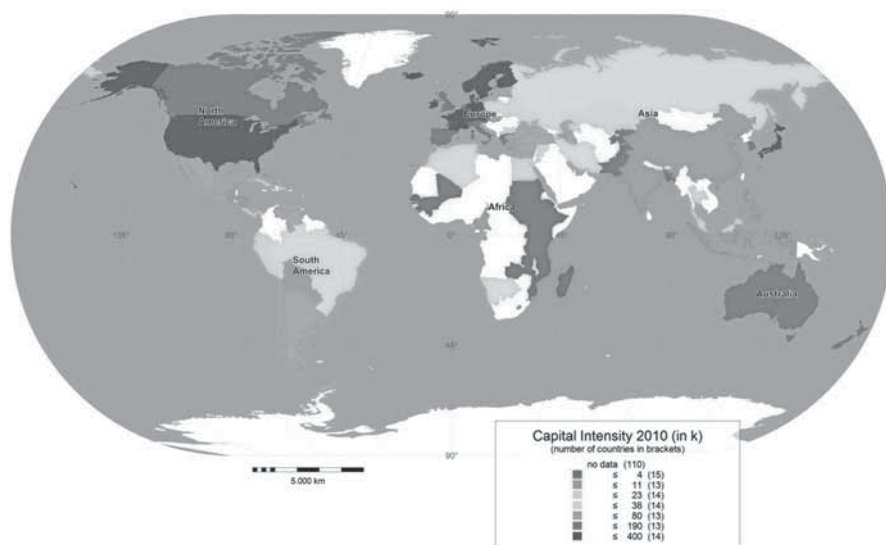 90°
North
America
Europe
Asia
Africa
135°
90°
45°
0°
45°
90°
135°
South
America
Australia
45°
90°
5.000 km
Capital Intensity 2010 (in k)
(number of countries in brackets)
no data (110)
≤ 4 (15)
≤ 11 (13)
≤ 23 (14)
≤ 38 (14)
≤ 80 (13)
≤ 190 (13)
≤ 400 (14)